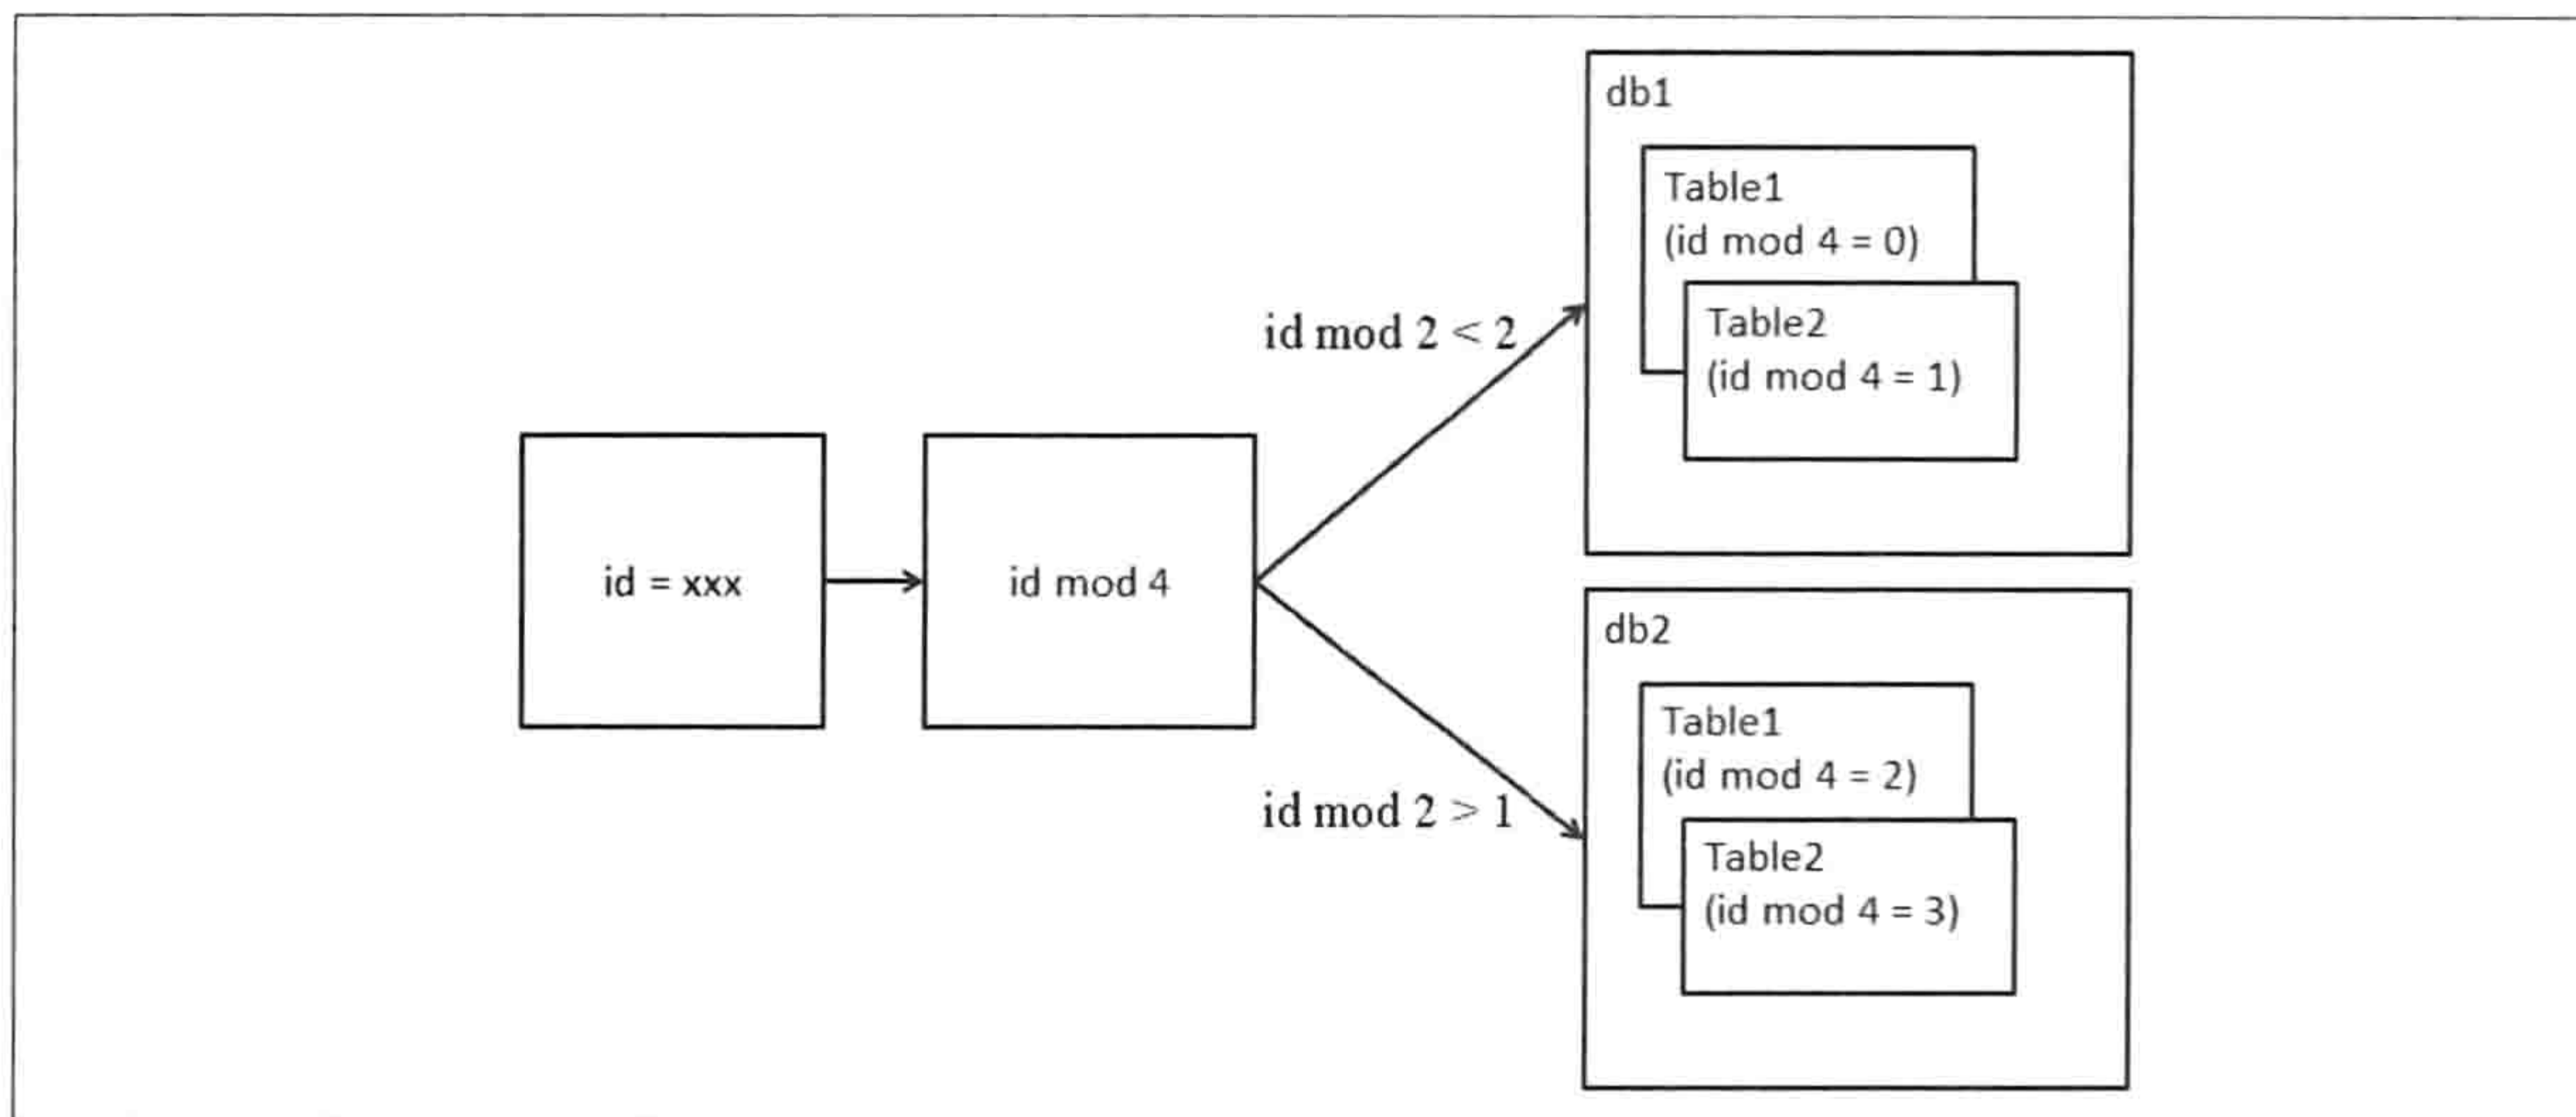 id = xxx
id mod 4
id mod 2 < 2
id mod 2 > 1
db1
Table1
(id mod 4 = 0)
Table2
(id mod 4 = 1)
db2
Table1
(id mod 4 = 2)
Table2
(id mod 4 = 3)